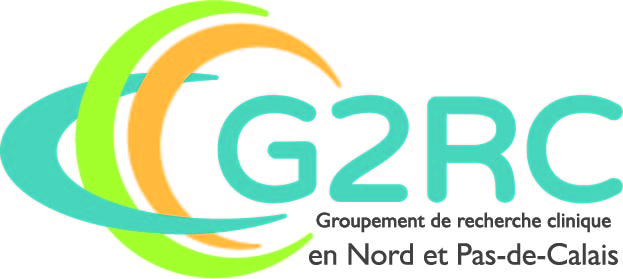 G2RC
Groupement de recherche clinique
en Nord et Pas-de-Calais